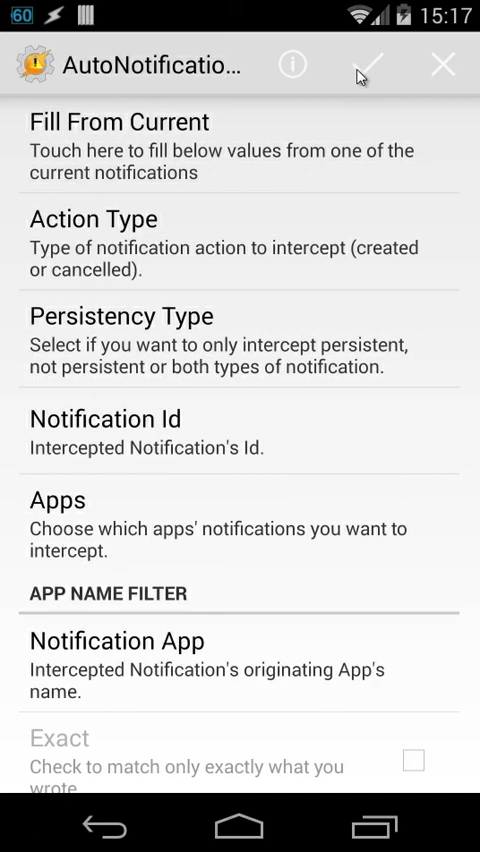 60
15:17
AutoNotificatio...
Fill From Current
Touch here to fill below values from one of the
current notifications
Action Type
Type of notification action to intercept (created
or cancelled).
Persistency Type
Select if you want to only intercept persistent,
not persistent or both types of notification.
Notification Id
Intercepted Notification's Id.
Apps
Choose which apps' notifications you want to
intercept.
APP NAME FILTER
Notification App
Intercepted Notification's originating App's
name.
Exact
Check to match only exactly what you
wrote